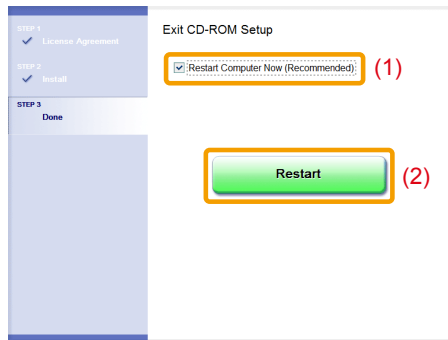 STEP 1
License Agreement
STEP 2
Install
STEP 3
Done
Exit CD-ROM Setup
Restart Computer Now (Recommended)
(1)
Restart
(2)